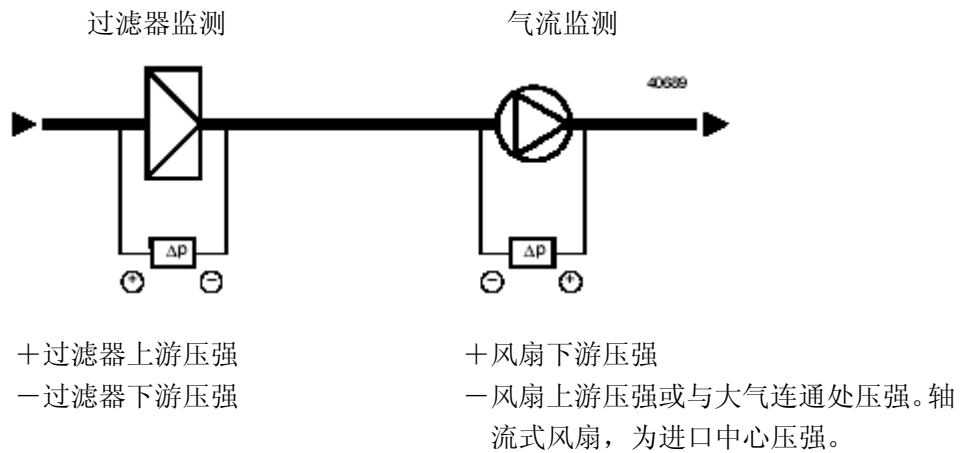 过滤器监测 气流监测
40689
Δp Δp
+ − − +
＋过滤器上游压强 ＋风扇下游压强
－过滤器下游压强 －风扇上游压强或与大气连通处压强。轴
流式风扇，为进口中心压强。